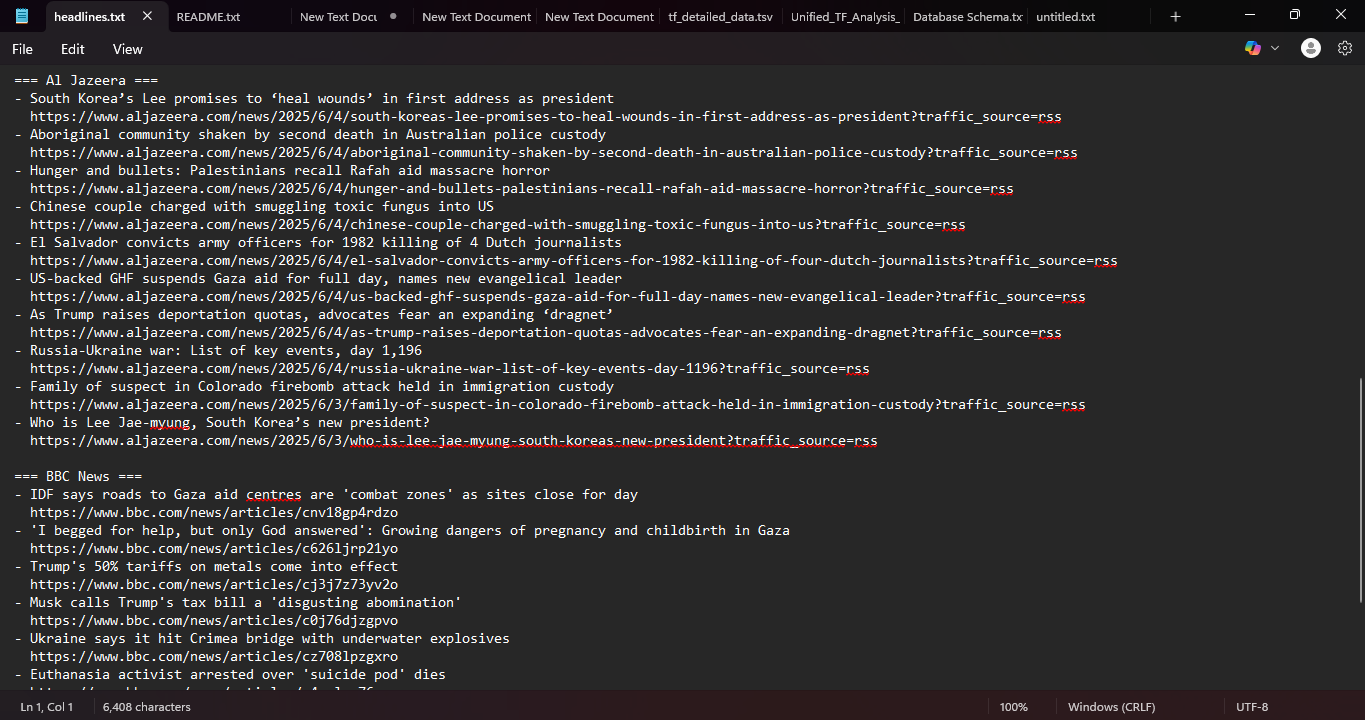 headlines.txt
README.txt
New Text Docu
New Text Document
New Text Document
tf_detailed_data.tsv
Unified_TF_Analysis_
Database Schema.tx
untitled.txt
File Edit View
=== Al Jazeera ===
- South Korea’s Lee promises to ‘heal wounds’ in first address as president
https://www.aljazeera.com/news/2025/6/4/south-koreas-lee-promises-to-heal-wounds-in-first-address-as-president?traffic_source=rss
- Aboriginal community shaken by second death in Australian police custody
https://www.aljazeera.com/news/2025/6/4/aboriginal-community-shaken-by-second-death-in-australian-police-custody?traffic_source=rss
- Hunger and bullets: Palestinians recall Rafah aid massacre horror
https://www.aljazeera.com/news/2025/6/4/hunger-and-bullets-palestinians-recall-rafah-aid-massacre-horror?traffic_source=rss
- Chinese couple charged with smuggling toxic fungus into US
https://www.aljazeera.com/news/2025/6/4/chinese-couple-charged-with-smuggling-toxic-fungus-into-us?traffic_source=rss
- El Salvador convicts army officers for 1982 killing of 4 Dutch journalists
https://www.aljazeera.com/news/2025/6/4/el-salvador-convicts-army-officers-for-1982-killing-of-four-dutch-journalists?traffic_source=rss
- US-backed GHF suspends Gaza aid for full day, names new evangelical leader
https://www.aljazeera.com/news/2025/6/4/us-backed-ghf-suspends-gaza-aid-for-full-day-names-new-evangelical-leader?traffic_source=rss
- As Trump raises deportation quotas, advocates fear an expanding ‘dragnet’
https://www.aljazeera.com/news/2025/6/4/as-trump-raises-deportation-quotas-advocates-fear-an-expanding-dragnet?traffic_source=rss
- Russia-Ukraine war: List of key events, day 1,196
https://www.aljazeera.com/news/2025/6/4/russia-ukraine-war-list-of-key-events-day-1196?traffic_source=rss
- Family of suspect in Colorado firebomb attack held in immigration custody
https://www.aljazeera.com/news/2025/6/3/family-of-suspect-in-colorado-firebomb-attack-held-in-immigration-custody?traffic_source=rss
- Who is Lee Jae-myung, South Korea’s new president?
https://www.aljazeera.com/news/2025/6/3/who-is-lee-jae-myung-south-koreas-new-president?traffic_source=rss
=== BBC News ===
- IDF says roads to Gaza aid centres are 'combat zones' as sites close for day
https://www.bbc.com/news/articles/cnv18gp4rdzo
- 'I begged for help, but only God answered': Growing dangers of pregnancy and childbirth in Gaza
https://www.bbc.com/news/articles/c626ljrp21yo
- Trump's 50% tariffs on metals come into effect
https://www.bbc.com/news/articles/cj3j7z73yv2o
- Musk calls Trump's tax bill a 'disgusting abomination'
https://www.bbc.com/news/articles/c0j76djzgpvo
- Ukraine says it hit Crimea bridge with underwater explosives
https://www.bbc.com/news/articles/cz708lpzgxro
- Euthanasia activist arrested over 'suicide pod' dies
Ln 1, Col 1
6,408 characters
100%
Windows (CRLF)
UTF-8